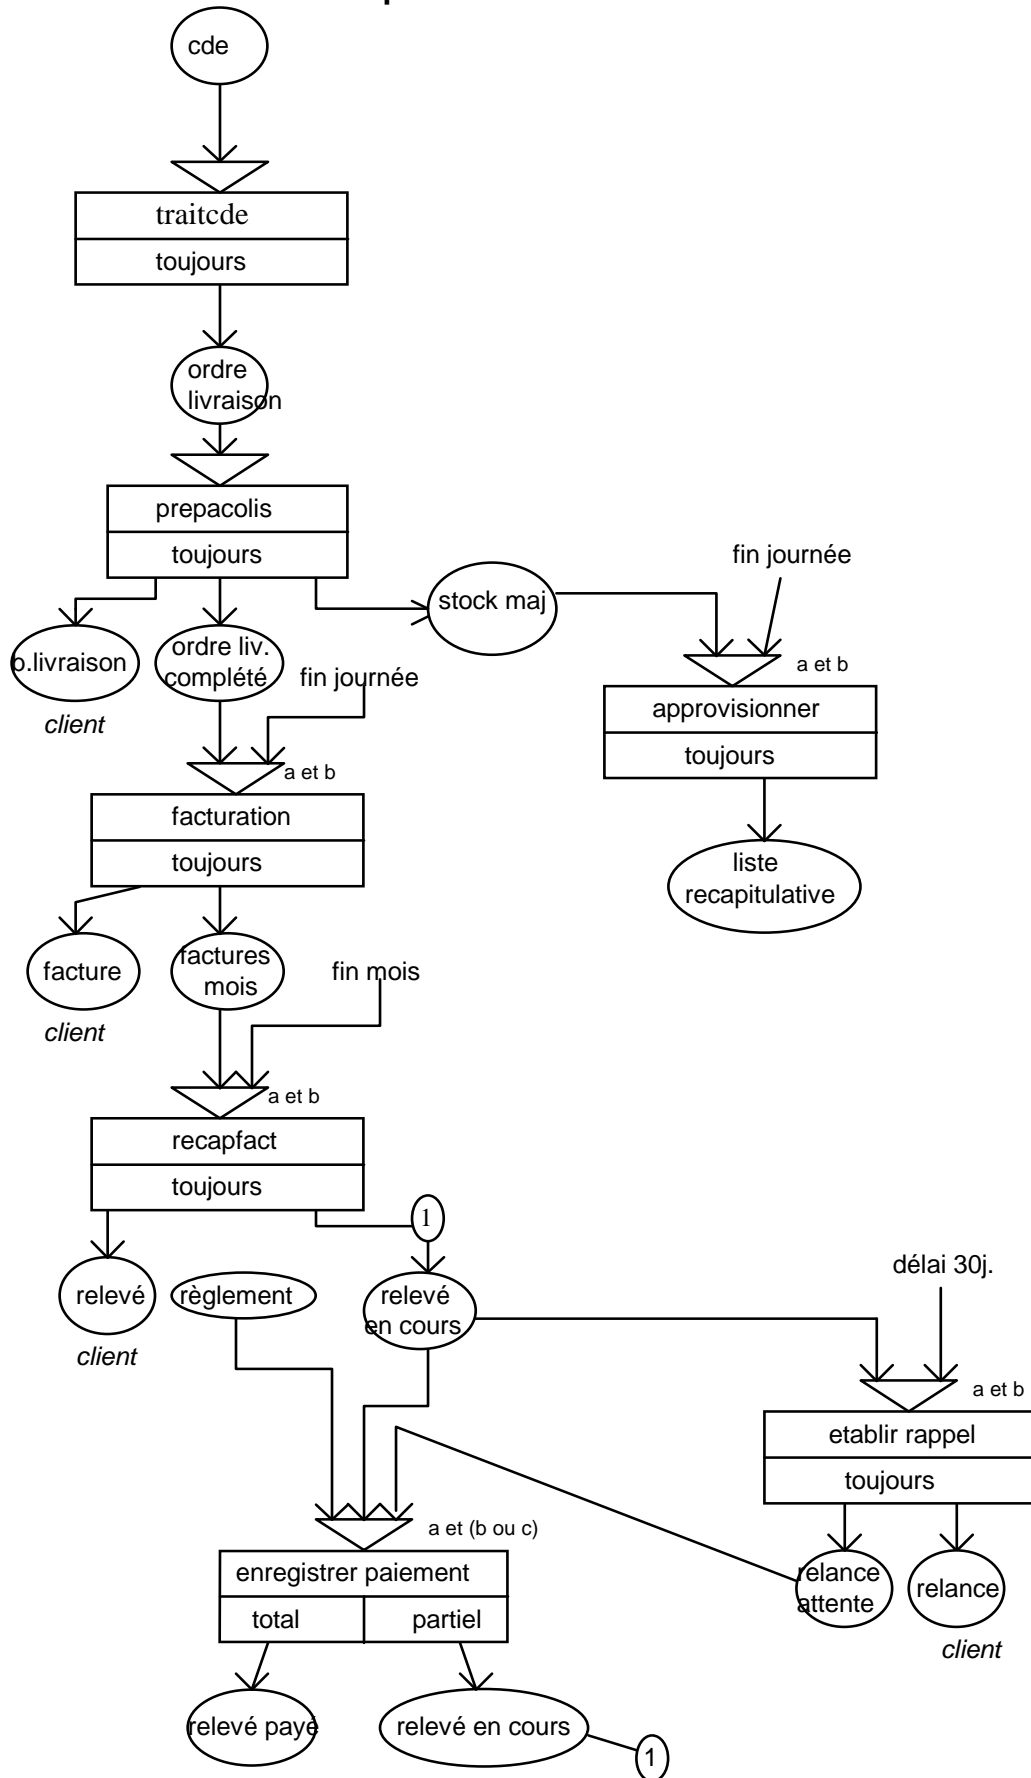 cde
traitcde
toujours
ordre
livraison
prepacolis
toujours
fin journée
stock maj
b.livraison
ordre liv.
complété
fin journée
a et b
client
approvisionner
toujours
a et b
facturation
toujours
liste
recapitulative
facture
factures
mois
fin mois
client
a et b
recapfact
toujours
1
délai 30j.
relevé
règlement
relevé
en cours
client
a et b
etablir rappel
toujours
a et (b ou c)
enregistrer paiement
total
partiel
relance
attente
relance
client
relevé payé
relevé en cours
1